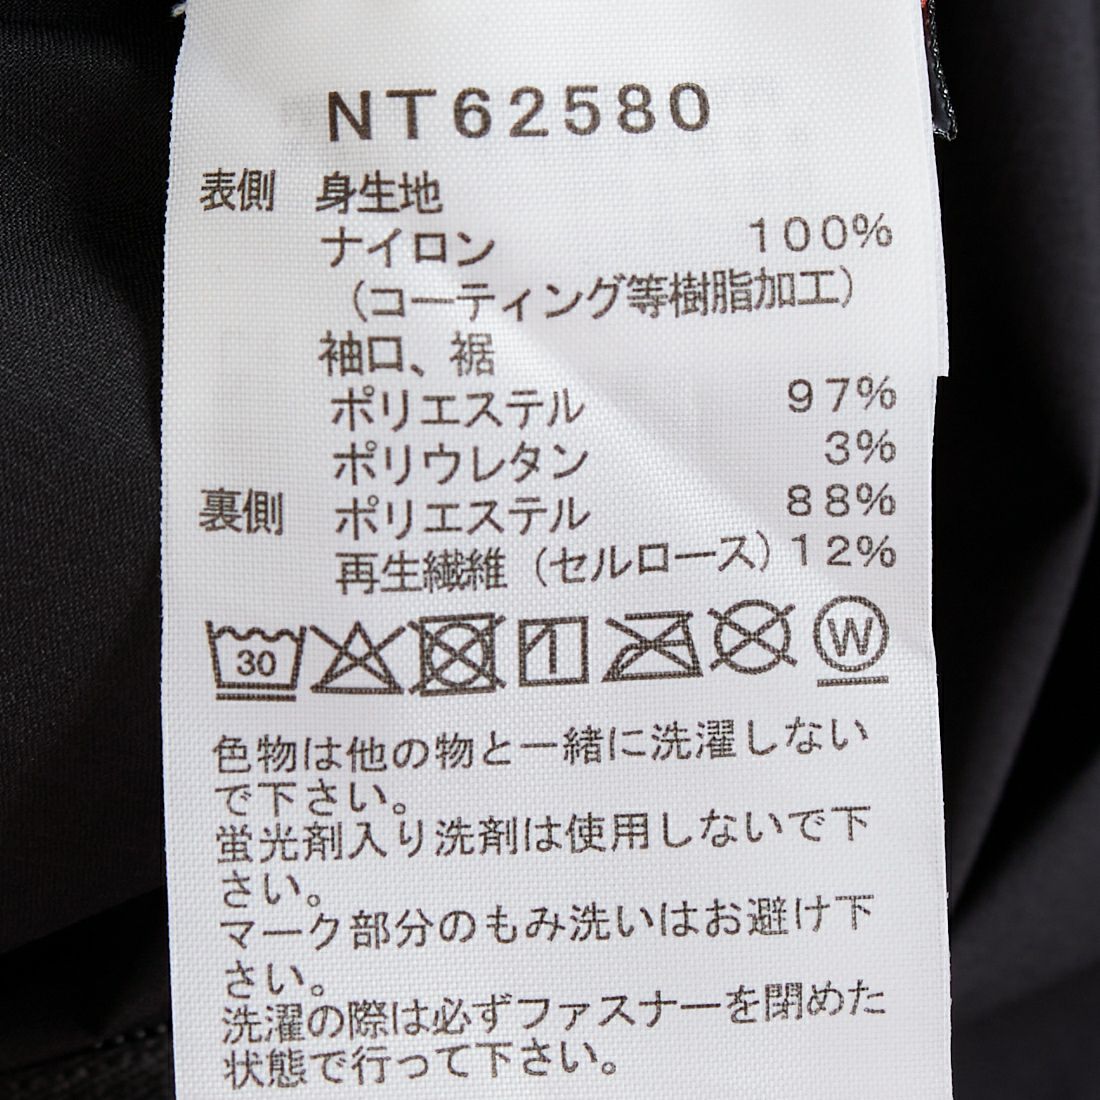 NT62580
表側 身生地
ナイロン 100%
（コーティング等樹脂加工）
袖口、裾
ポリエステル 97%
ポリウレタン 3%
裏側 ポリエステル 88%
再生繊維（セルロース）12%
30 W
色物は他の物と一緒に洗濯しない
で下さい。
蛍光剤入り洗剤は使用しないで下
さい。
マーク部分のもみ洗いはお避け下
さい。
洗濯の際は必ずファスナーを閉めた
状態で行って下さい。